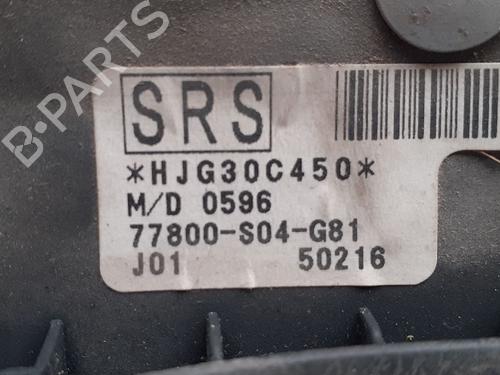 B-PARTS
SRS
*HJG30C450*
M/D 0596
77800-S04-G81
J01 50216